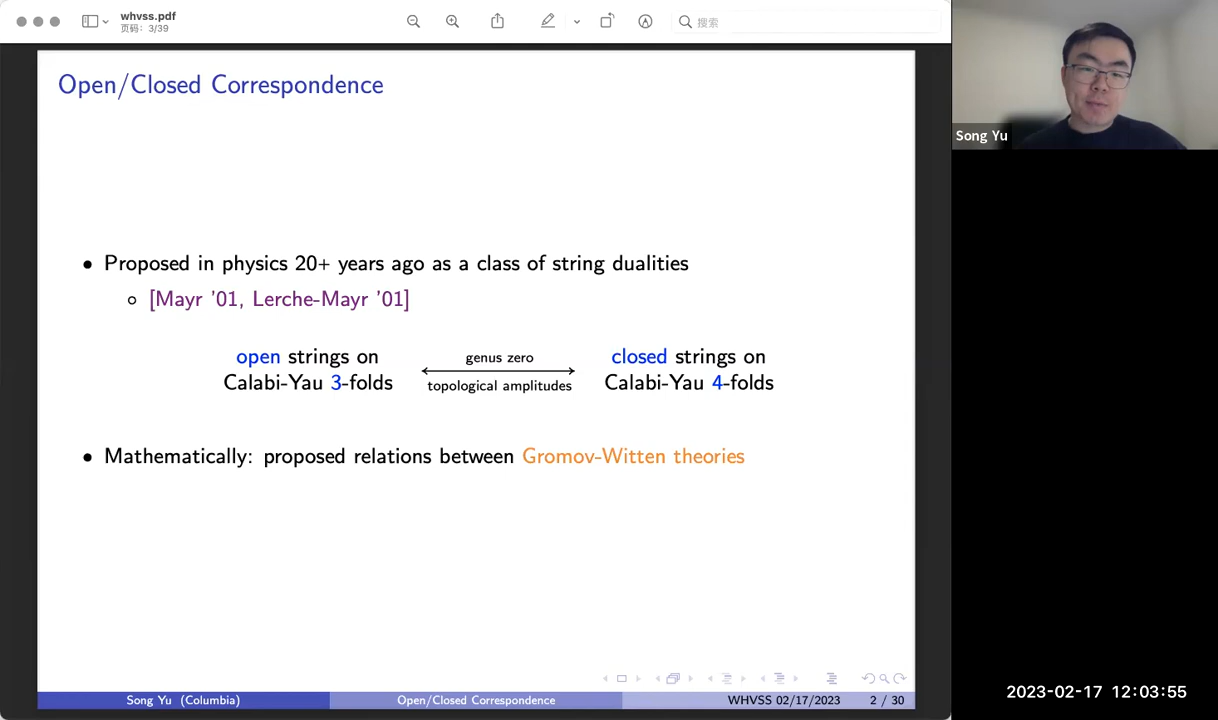 whvss.pdf
页码：3/39
搜索
Open/Closed Correspondence
• Proposed in physics 20+ years ago as a class of string dualities
◦ [Mayr ’01, Lerche-Mayr ’01]
open strings on
Calabi-Yau 3-folds
genus zero
topological amplitudes
closed strings on
Calabi-Yau 4-folds
• Mathematically: proposed relations between Gromov-Witten theories
Song Yu (Columbia)
Open/Closed Correspondence
WHVSS 02/17/2023
2 / 30
Song Yu
2023-02-17 12:03:55